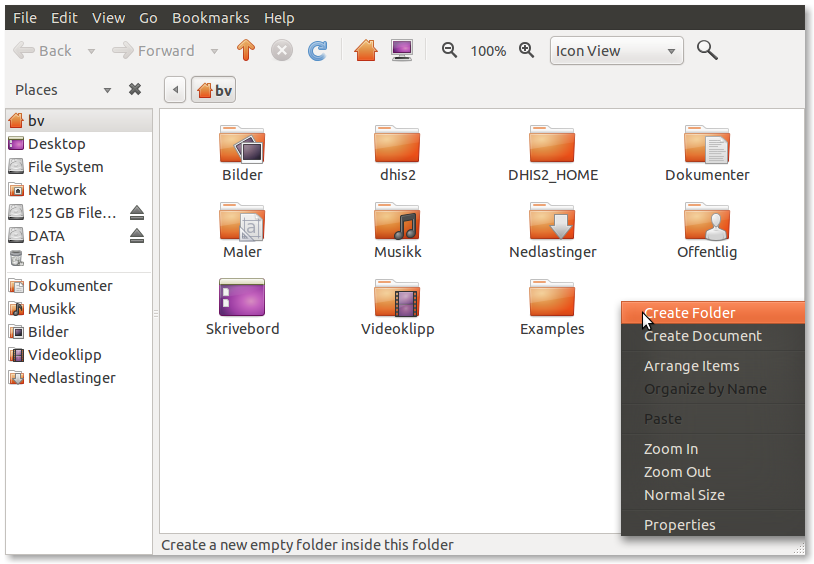 File Edit View Go Bookmarks Help
Back Forward 100% Icon View
Places bv
bv
Desktop
File System
Network
125 GB File...
DATA
Trash
Dokumenter
Musikk
Bilder
Videoklipp
Nedlastinger
Bilder dhis2 DHIS2_HOME Dokumenter
Maler Musikk Nedlastinger Offentlig
Skrivebord Videoklipp Examples
Create Folder
Create Document
Arrange Items
Organize by Name
Paste
Zoom In
Zoom Out
Normal Size
Properties
Create a new empty folder inside this folder